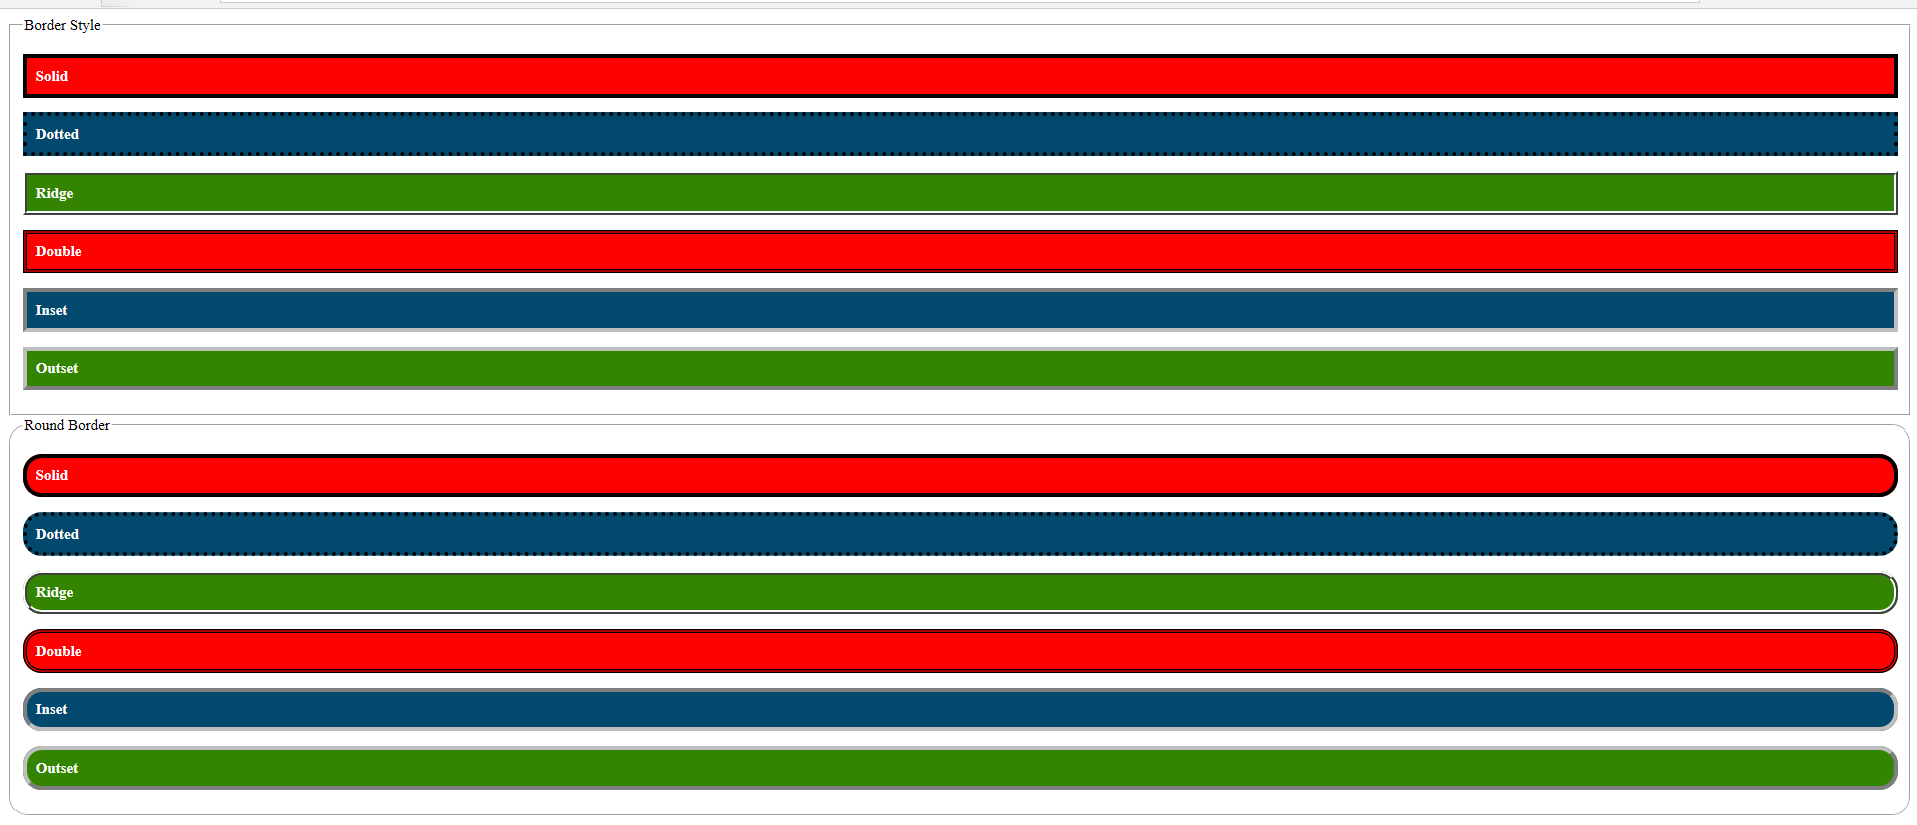 Border Style
Solid
Dotted
Ridge
Double
Inset
Outset
Round Border
Solid
Dotted
Ridge
Double
Inset
Outset